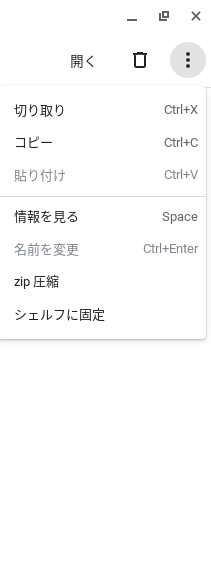 開く
切り取り Ctrl+X
コピー Ctrl+C
貼り付け Ctrl+V
情報を見る Space
名前を変更 Ctrl+Enter
zip 圧縮
シェルフに固定